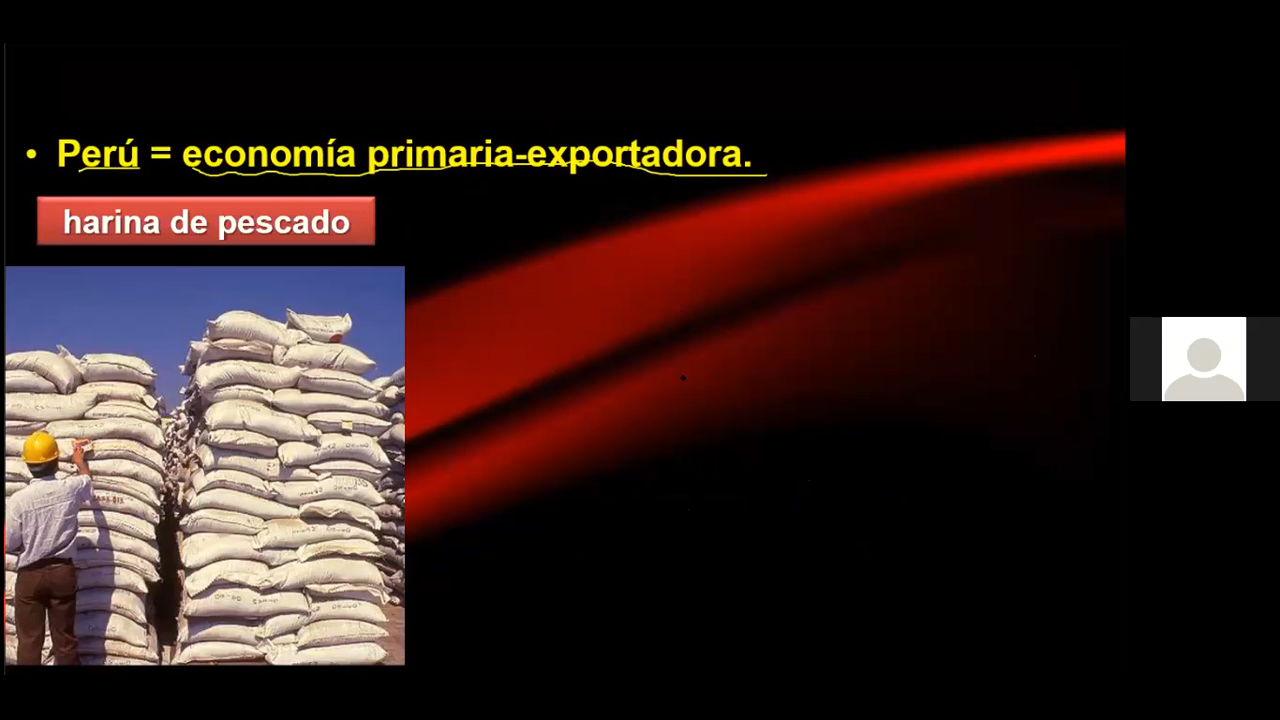 • Perú = economía primaria-exportadora.
harina de pescado